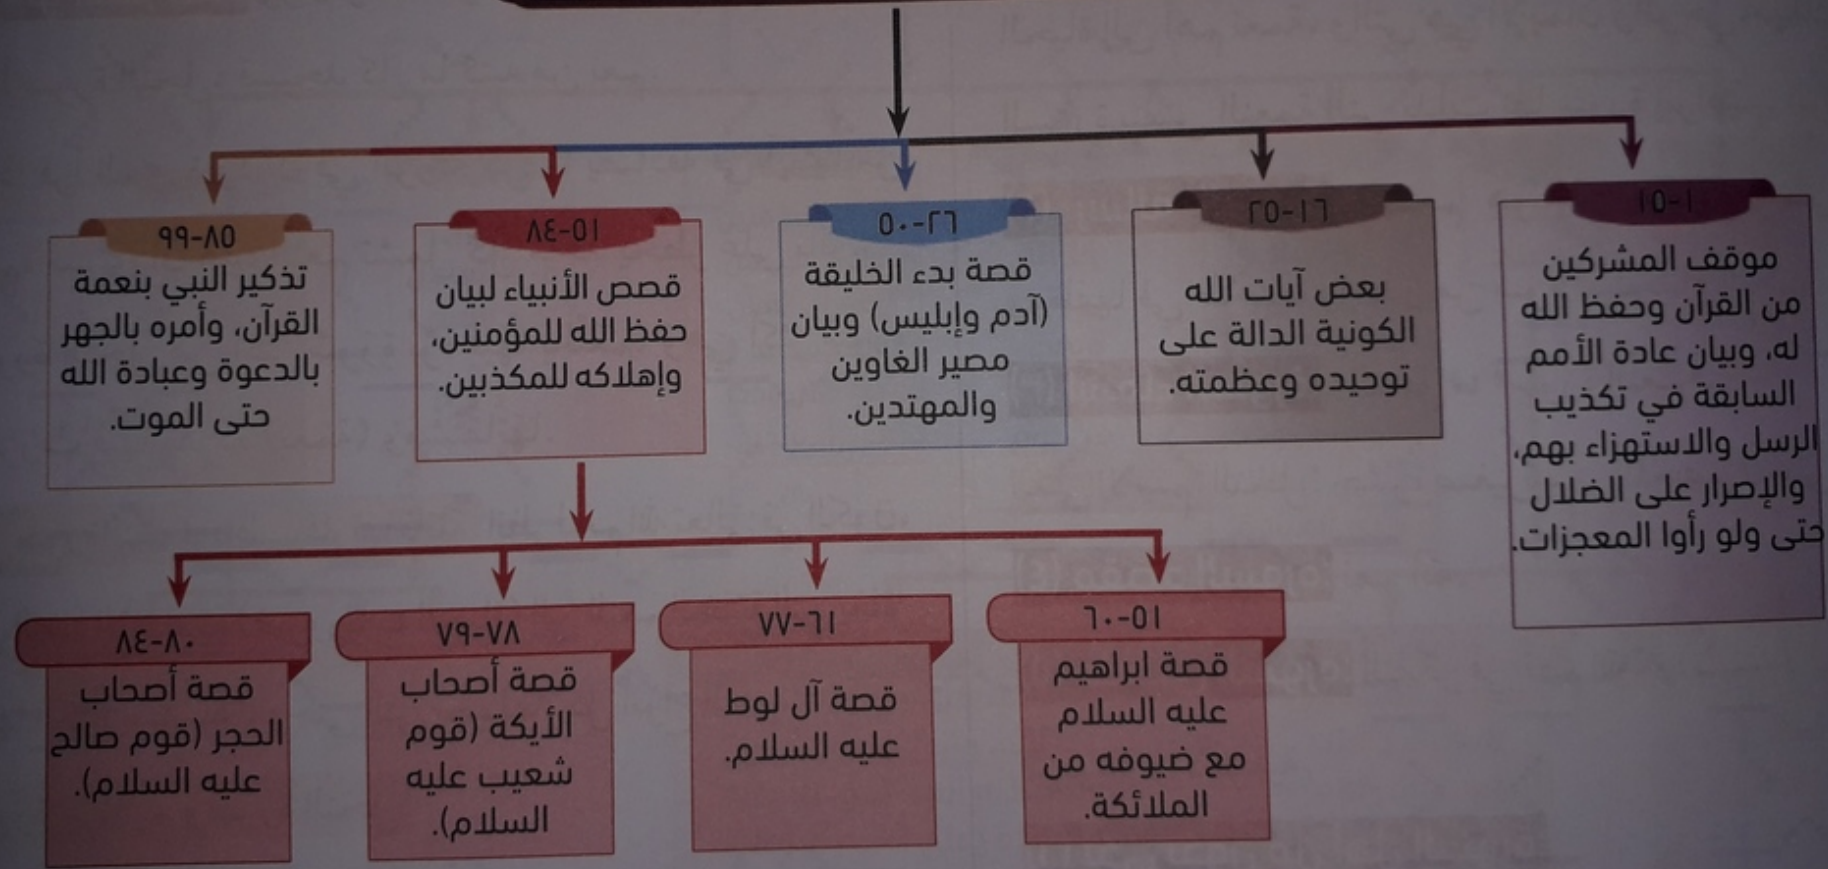 ١-١٥
موقف المشركين
من القرآن وحفظ الله
له، وبيان عادة الأمم
السابقة في تكذيب
الرسل والاستهزاء بهم،
والإصرار على الضلال
حتى ولو رأوا المعجزات.
١٦-٢٥
بعض آيات الله
الكونية الدالة على
توحيده وعظمته.
٢٦-٥٠
قصة بدء الخليقة
(آدم وإبليس) وبيان
مصير الغاوين
والمهتدين.
٥١-٨٤
قصص الأنبياء لبيان
حفظ الله للمؤمنين،
وإهلاكه للمكذبين.
٨٥-٩٩
تذكير النبي بنعمة
القرآن، وأمره بالجهر
بالدعوة وعبادة الله
حتى الموت.
٥١-٦٠
قصة ابراهيم
عليه السلام
مع ضيوفه من
الملائكة.
٦١-٧٧
قصة آل لوط
عليه السلام.
٧٨-٧٩
قصة أصحاب
الأيكة (قوم
شعيب عليه
السلام).
٨٠-٨٤
قصة أصحاب
الحجر (قوم صالح
عليه السلام).